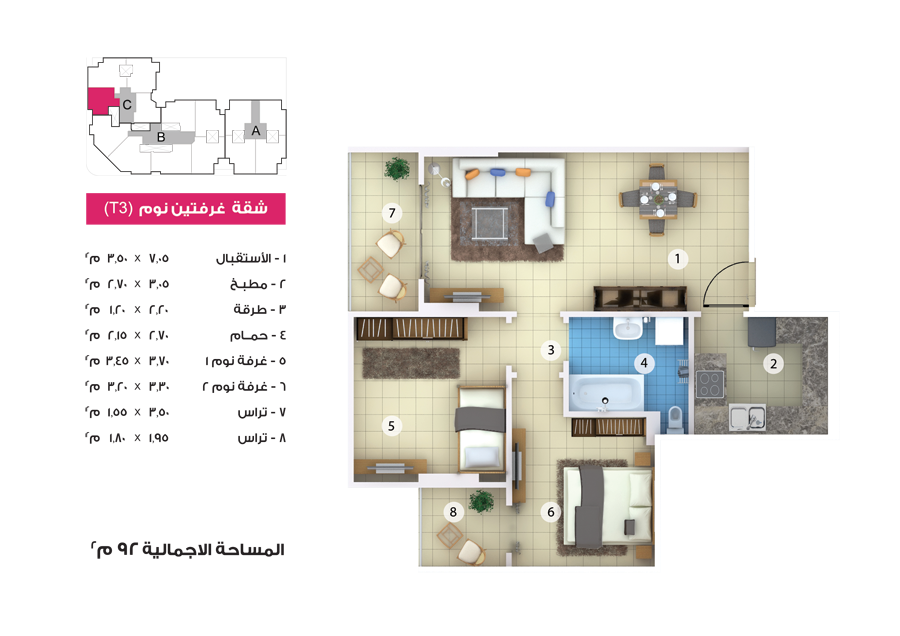 C
B
A
شقة غرفتين نوم (T3)
١ - الأستقبال ٧,٠٥ x ٣,٥٠ م٢
٢ - مطبخ ٣,٠٥ x ٢,٧٠ م٢
٣ - طرقة ٢,٢٠ x ١,٢٠ م٢
٤ - حمام ٢,٧٠ x ٢,١٥ م٢
٥ - غرفة نوم ١ ٣,٧٠ x ٣,٤٥ م٢
٦ - غرفة نوم ٢ ٣,٣٠ x ٣,٢٠ م٢
٧ - تراس ٣,٥٠ x ١,٥٥ م٢
٨ - تراس ١,٩٥ x ١,٨٠ م٢
المساحة الاجمالية ٩٢ م٢
7
1
3
4
2
5
8
6